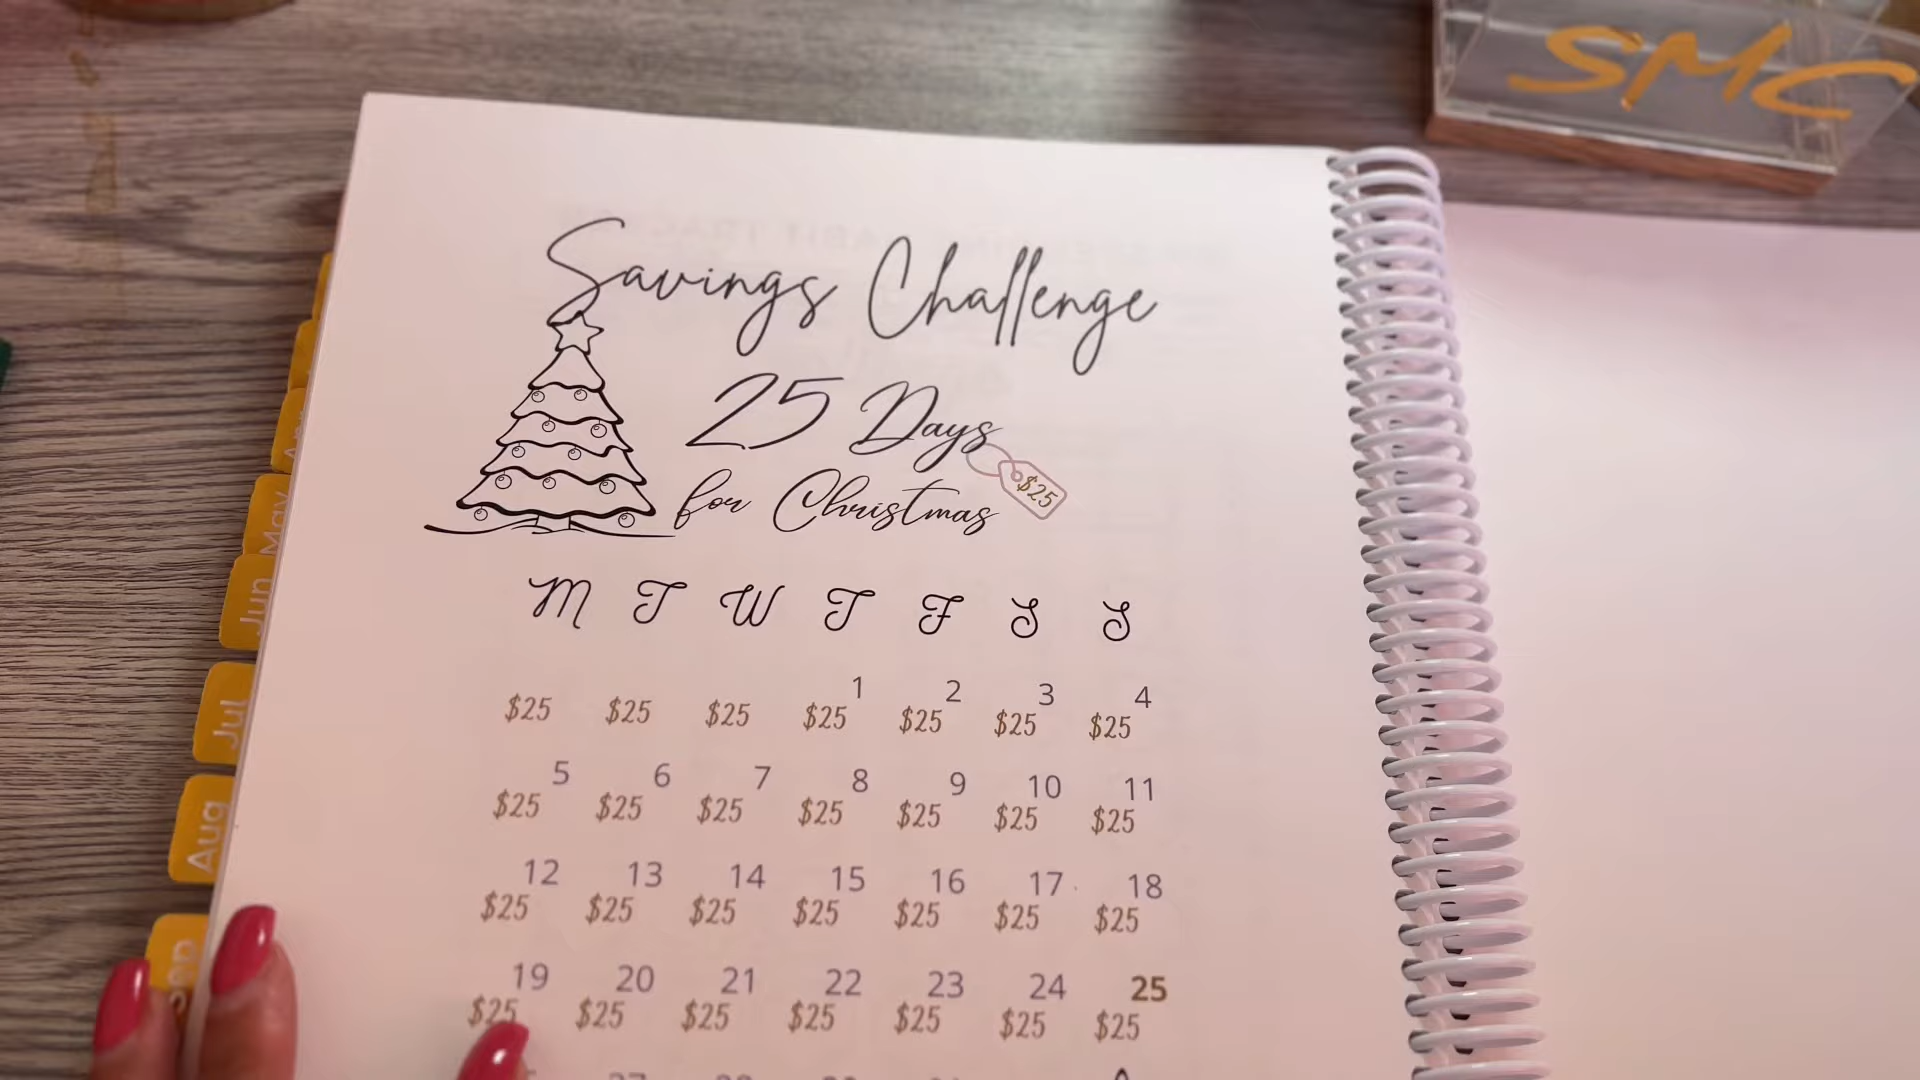 SMC
Savings Challenge
25 Days
$25
for Christmas
M T W T F S S
1 2 3 4
$25 $25 $25 $25 $25 $25 $25
5 6 7 8 9 10 11
$25 $25 $25 $25 $25 $25 $25
12 13 14 15 16 17 18
$25 $25 $25 $25 $25 $25 $25
19 20 21 22 23 24 25
$25 $25 $25 $25 $25 $25 $25
May
Jun
Jul
Aug
Sep